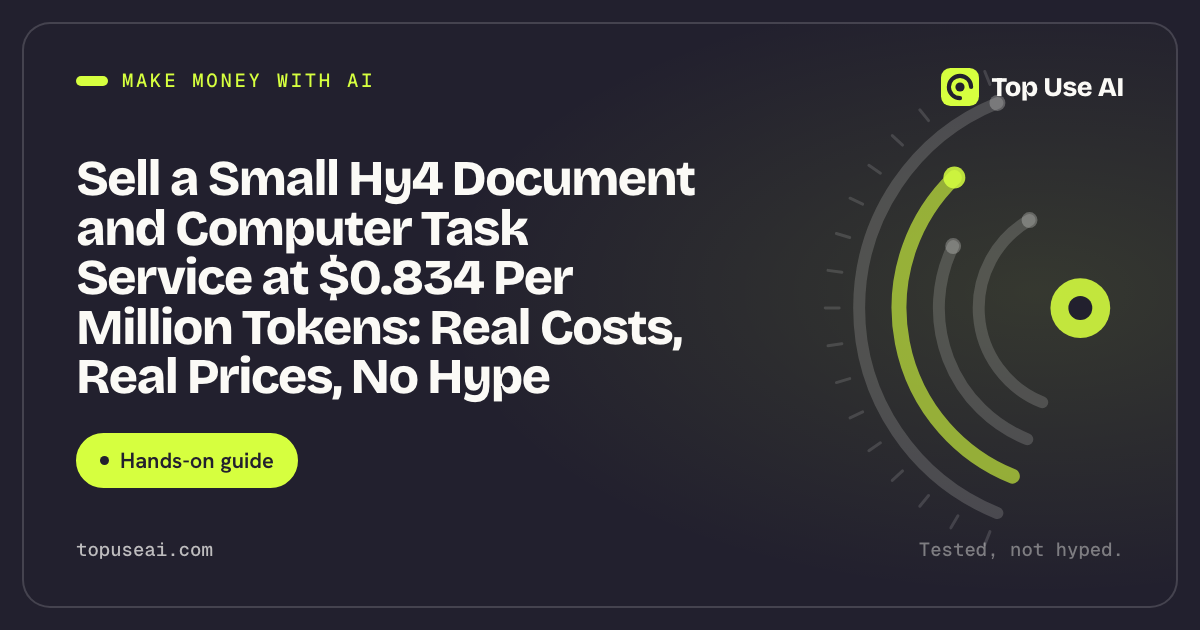 MAKE MONEY WITH AI
Top Use AI
Sell a Small Hy4 Document
and Computer Task
Service at $0.834 Per
Million Tokens: Real Costs,
Real Prices, No Hype
Hands-on guide
topuseai.com
Tested, not hyped.